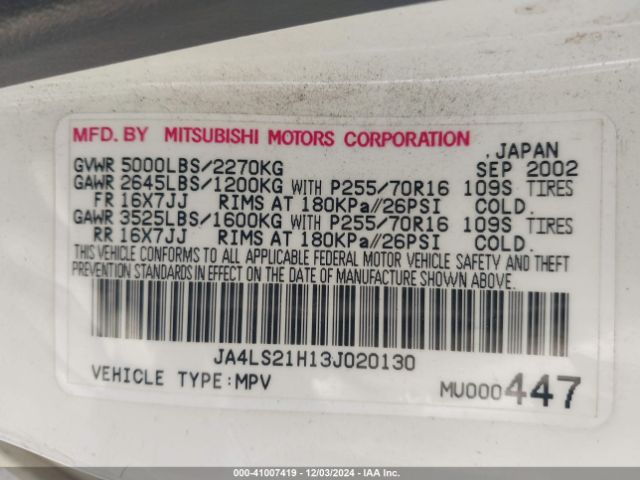 MFD. BY MITSUBISHI MOTORS CORPORATION
, JAPAN
GVWR 5000LBS/2270KG SEP 2002
GAWR 2645LBS/1200KG WITH P255/70R16 109S TIRES
FR 16X7JJ RIMS AT 180KPa//26PSI COLD.
GAWR 3525LBS/1600KG WITH P255/70R16 109S TIRES
RR 16X7JJ RIMS AT 180KPa//26PSI COLD.
THIS VEHICLE CONFORMS TO ALL APPLICABLE FEDERAL MOTOR VEHICLE SAFETY AND THEFT
PREVENTION STANDARDS IN EFFECT ON THE DATE OF MANUFACTURE SHOWN ABOVE.
JA4LS21H13J020130
VEHICLE TYPE:MPV MU000447
000-41007419 - 12/03/2024 - IAA Inc.